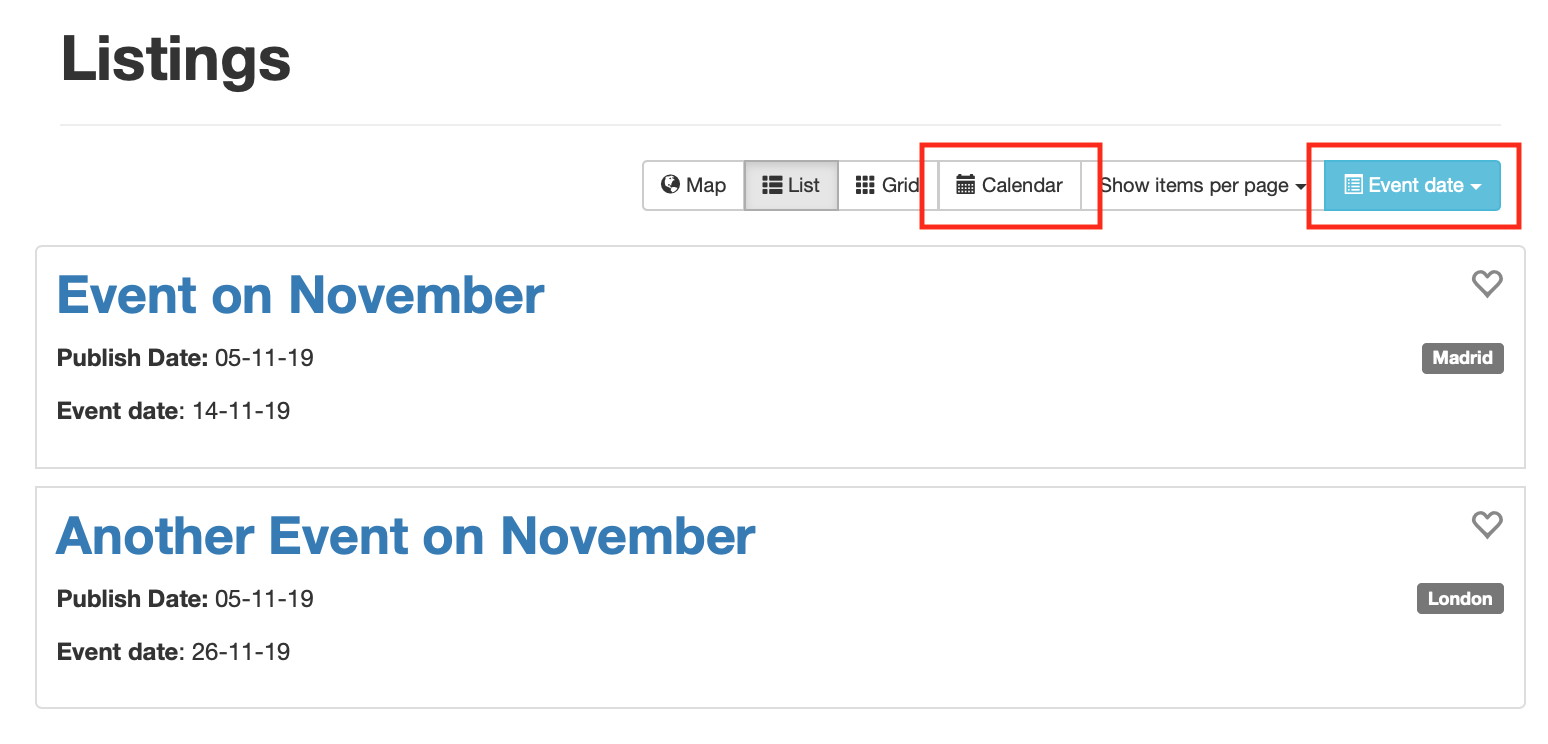 Listings
Map List Grid Calendar Show items per page Event date
Event on November
Publish Date: 05-11-19
Madrid
Event date: 14-11-19
Another Event on November
Publish Date: 05-11-19
London
Event date: 26-11-19